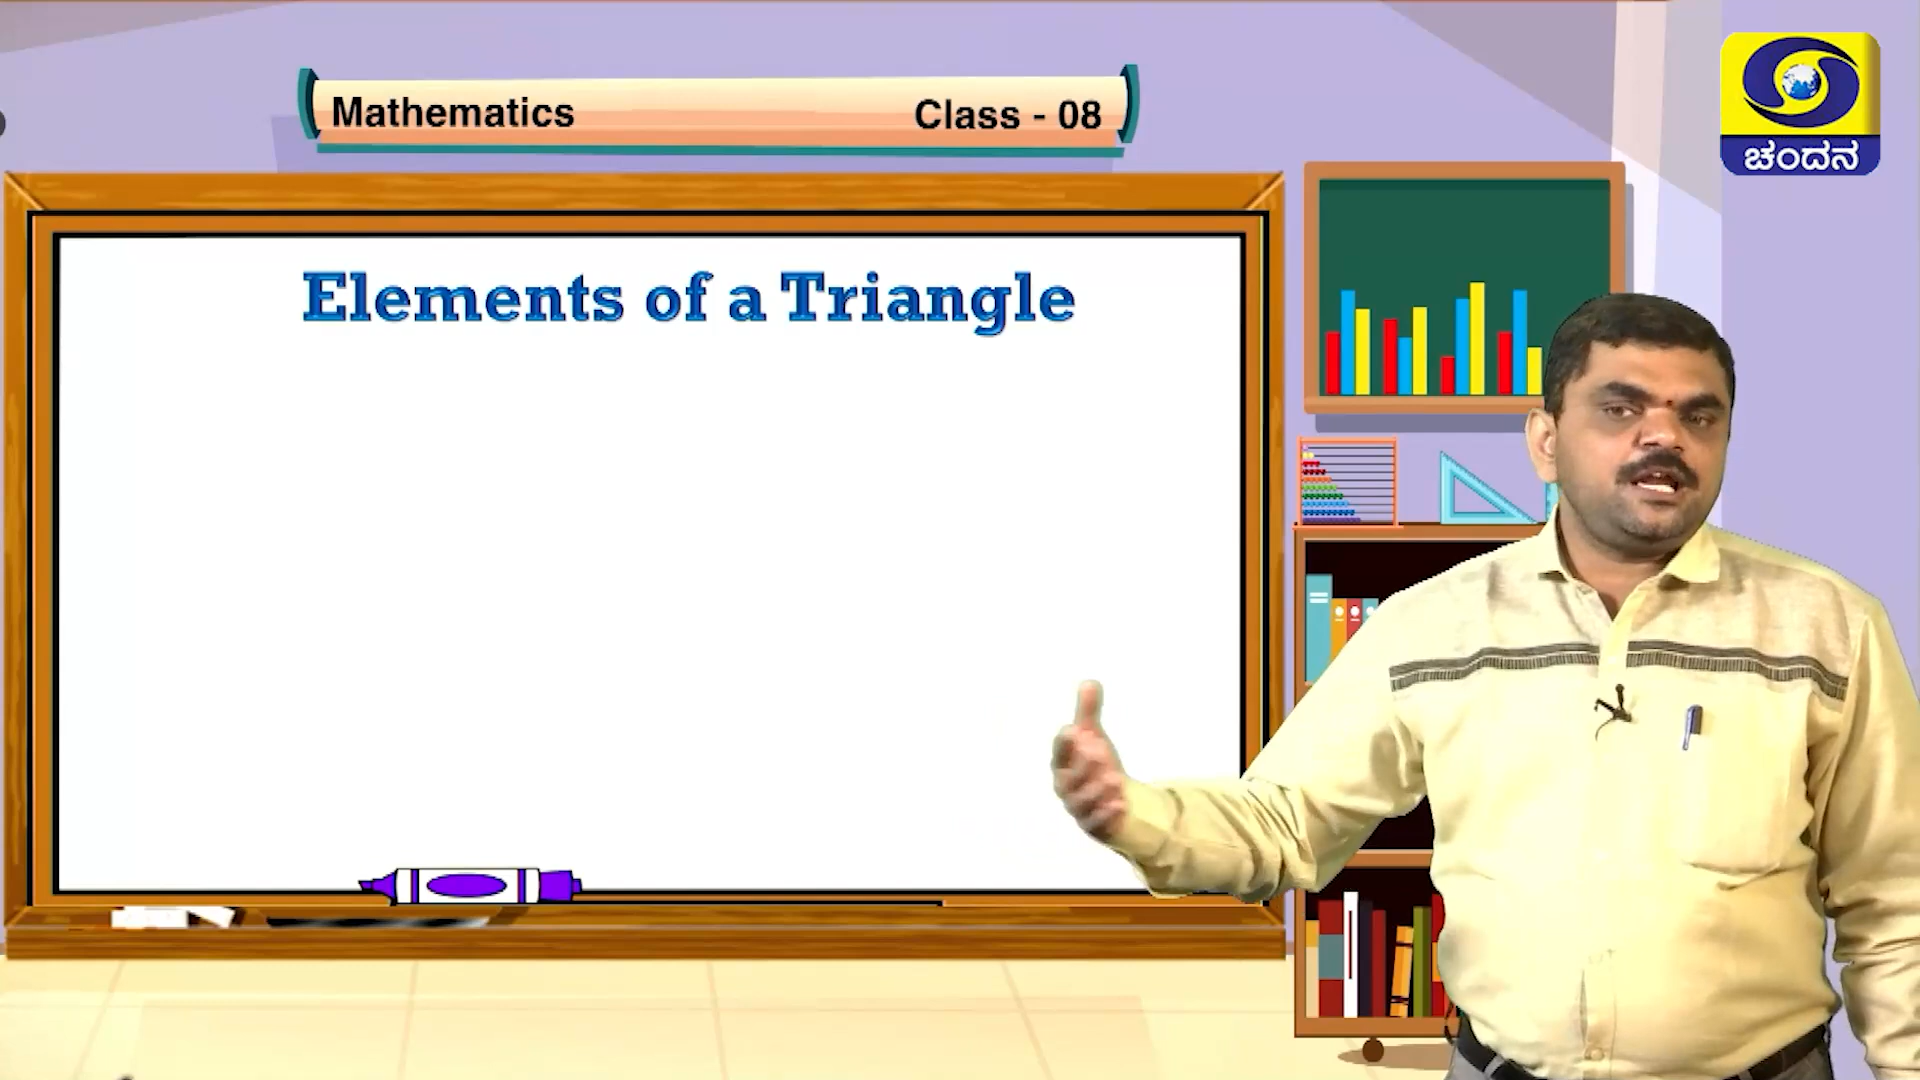 Mathematics Class - 08
ಚಂದನ
Elements of a Triangle